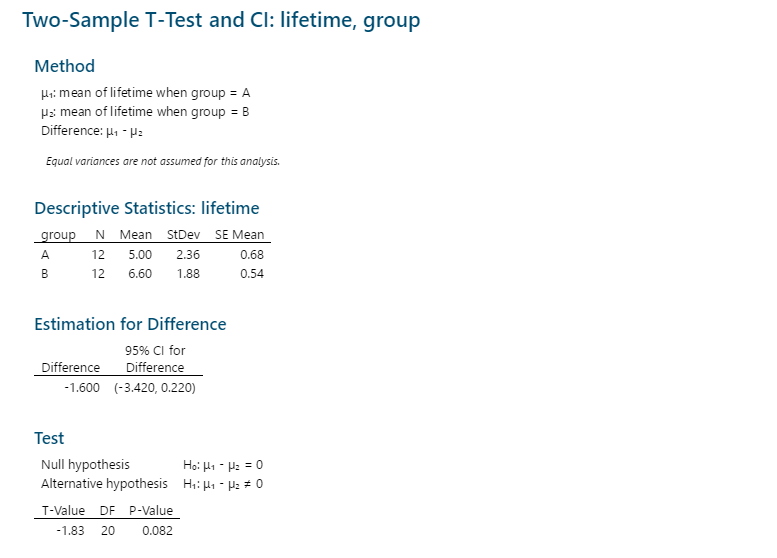 Two-Sample T-Test and CI: lifetime, group
Method
μ₁: mean of lifetime when group = A
μ₂: mean of lifetime when group = B
Difference: μ₁ - μ₂
Equal variances are not assumed for this analysis.
Descriptive Statistics: lifetime
group N Mean StDev SE Mean
A 12 5.00 2.36 0.68
B 12 6.60 1.88 0.54
Estimation for Difference
95% CI for
Difference Difference
-1.600 (-3.420, 0.220)
Test
Null hypothesis H₀: μ₁ - μ₂ = 0
Alternative hypothesis H₁: μ₁ - μ₂ ≠ 0
T-Value DF P-Value
-1.83 20 0.082